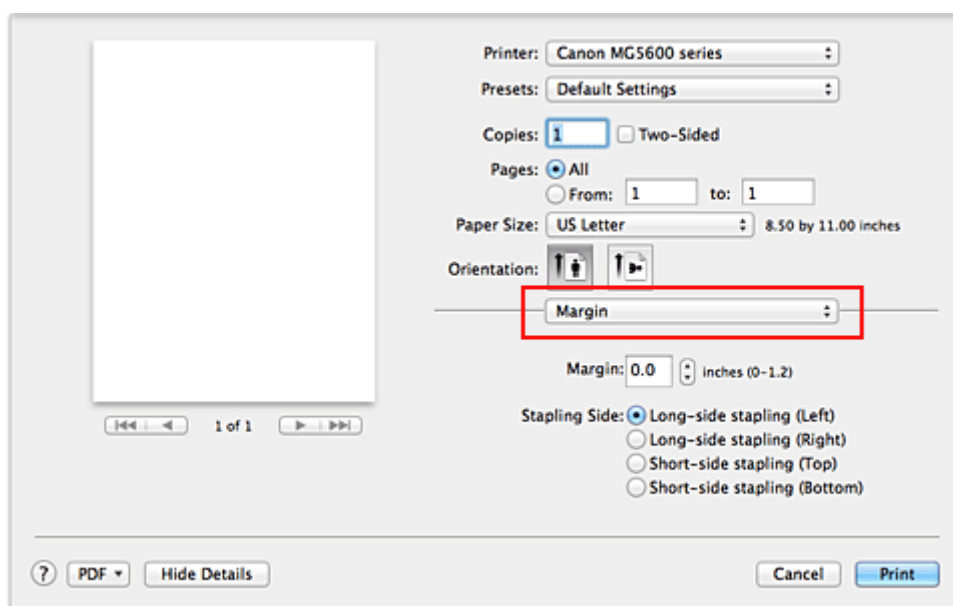 Printer: Canon MG5600 series
Presets: Default Settings
Copies: 1 Two-Sided
Pages: All
From: 1 to: 1
Paper Size: US Letter 8.50 by 11.00 inches
Orientation:
Margin
Margin: 0.0 inches (0-1.2)
Stapling Side: Long-side stapling (Left)
Long-side stapling (Right)
Short-side stapling (Top)
Short-side stapling (Bottom)
1 of 1
? PDF Hide Details Cancel Print